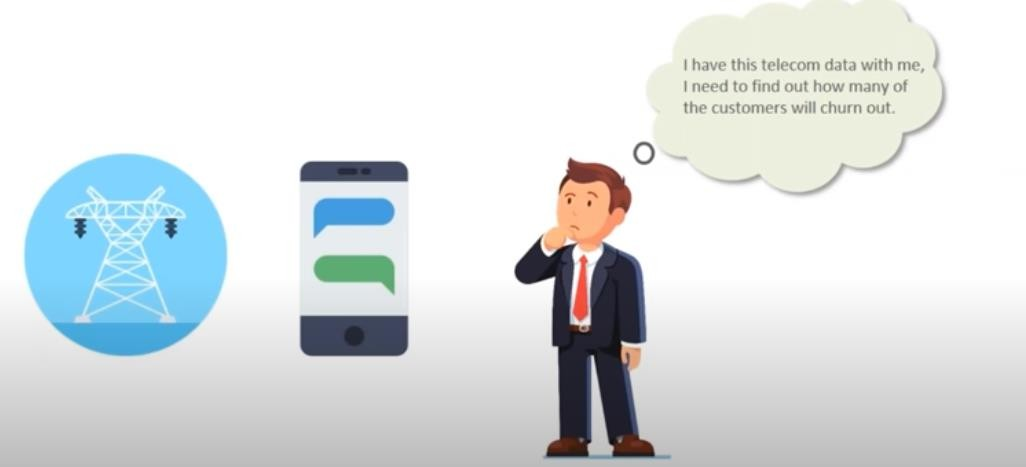 I have this telecom data with me,
I need to find out how many of
the customers will churn out.